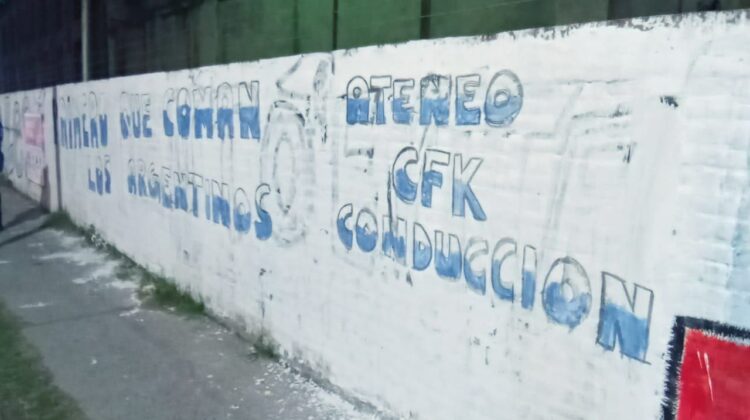 QUE COMAN
LOS ARGENTINOS
ATENEO
CFK
CONDUCCION